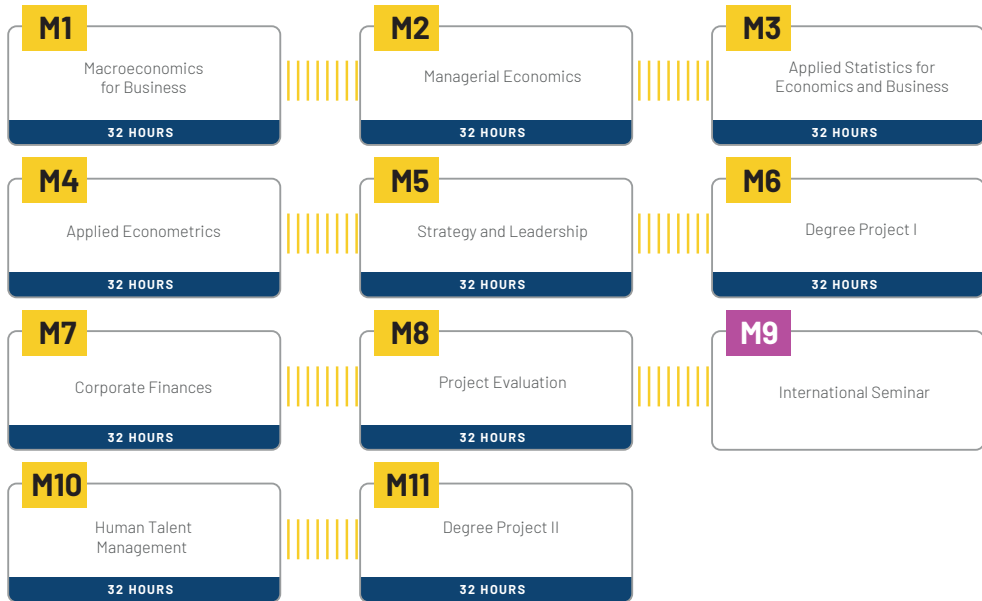 M1
Macroeconomics
for Business
32 HOURS
M2
Managerial Economics
32 HOURS
M3
Applied Statistics for
Economics and Business
32 HOURS
M4
Applied Econometrics
32 HOURS
M5
Strategy and Leadership
32 HOURS
M6
Degree Project I
32 HOURS
M7
Corporate Finances
32 HOURS
M8
Project Evaluation
32 HOURS
M9
International Seminar
M10
Human Talent
Management
32 HOURS
M11
Degree Project II
32 HOURS